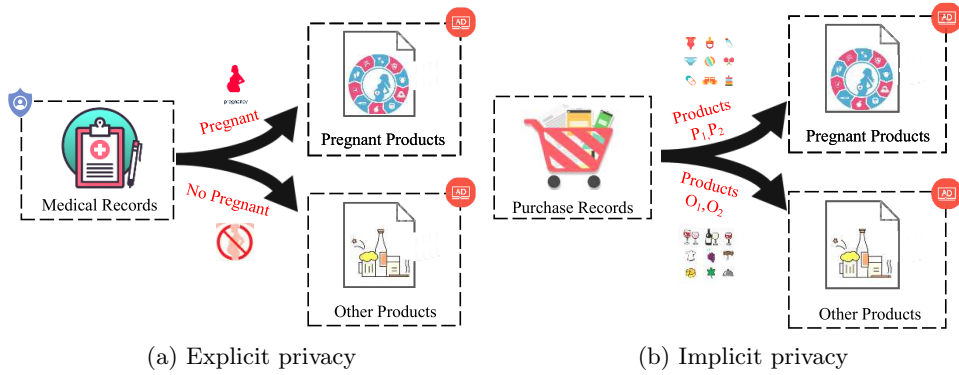 AD
pregnancy
Pregnant
Pregnant Products
Medical Records
No Pregnant
AD
Other Products
(a) Explicit privacy
AD
Products
P1,P2
Pregnant Products
Purchase Records
Products
O1,O2
AD
Other Products
(b) Implicit privacy